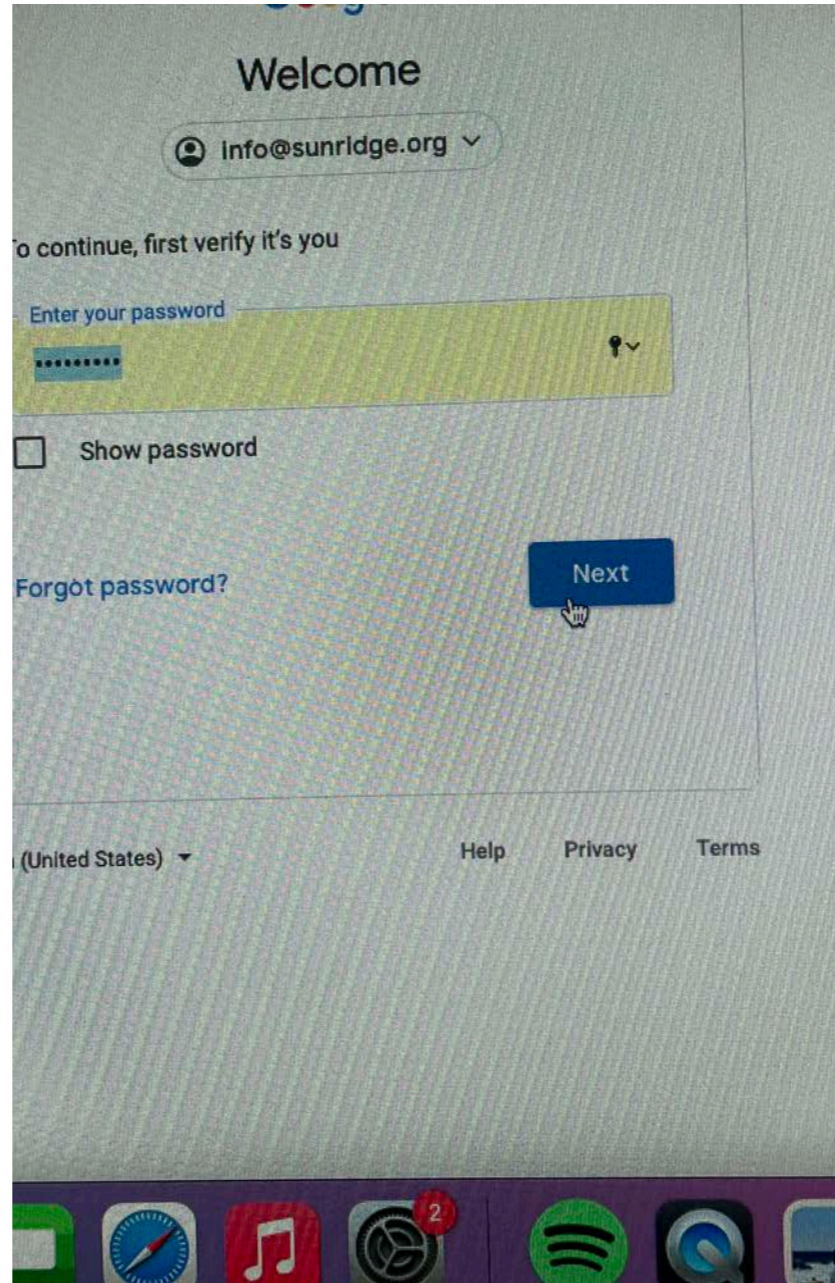 Welcome
info@sunridge.org
To continue, first verify it's you
Enter your password
•••••••••
Show password
Forgot password?
Next
(United States)
Help Privacy Terms
2